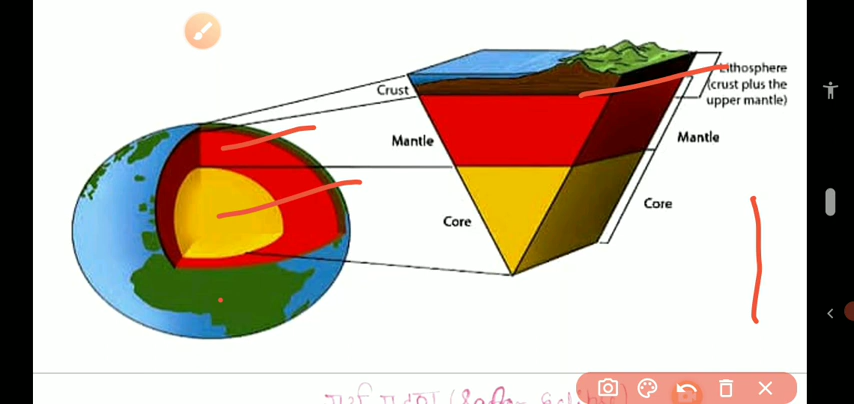 Crust
Mantle
Core
Lithosphere
(crust plus the
upper mantle)
Mantle
Core